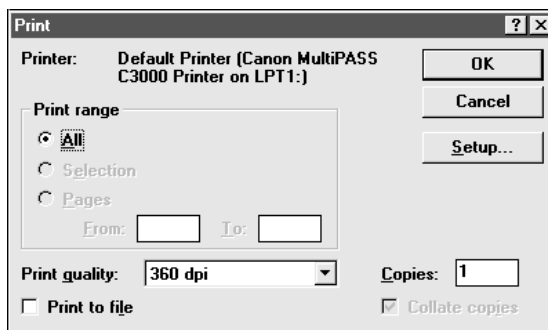 Print
Printer: Default Printer (Canon MultiPASS
C3000 Printer on LPT1:)
OK
Cancel
Setup...
Print range
All
Selection
Pages
From: To:
Print quality: 360 dpi
Copies: 1
Print to file
Collate copies